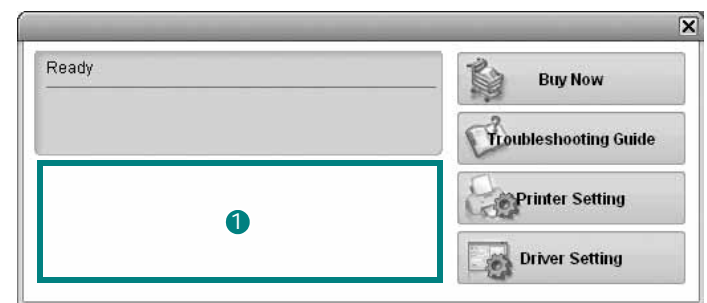 Ready
Buy Now
Troubleshooting Guide
1
Printer Setting
Driver Setting